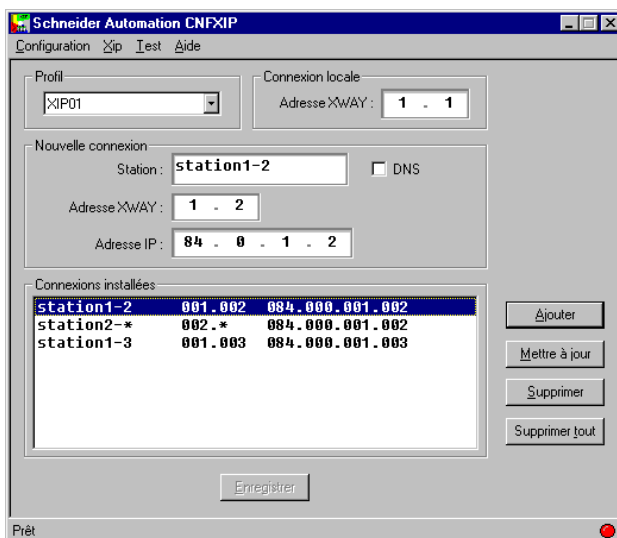 Schneider Automation CNFXIP
Configuration Xip Test Aide
Profil
XIP01
Connexion locale
Adresse XWAY : 1 . 1
Nouvelle connexion
Station : station1-2 DNS
Adresse XWAY : 1 . 2
Adresse IP : 84 . 0 . 1 . 2
Connexions installées
station1-2 001.002 084.000.001.002
station2-* 002.* 084.000.001.002
station1-3 001.003 084.000.001.003
Ajouter
Mettre à jour
Supprimer
Supprimer tout
Enregistrer
Prêt